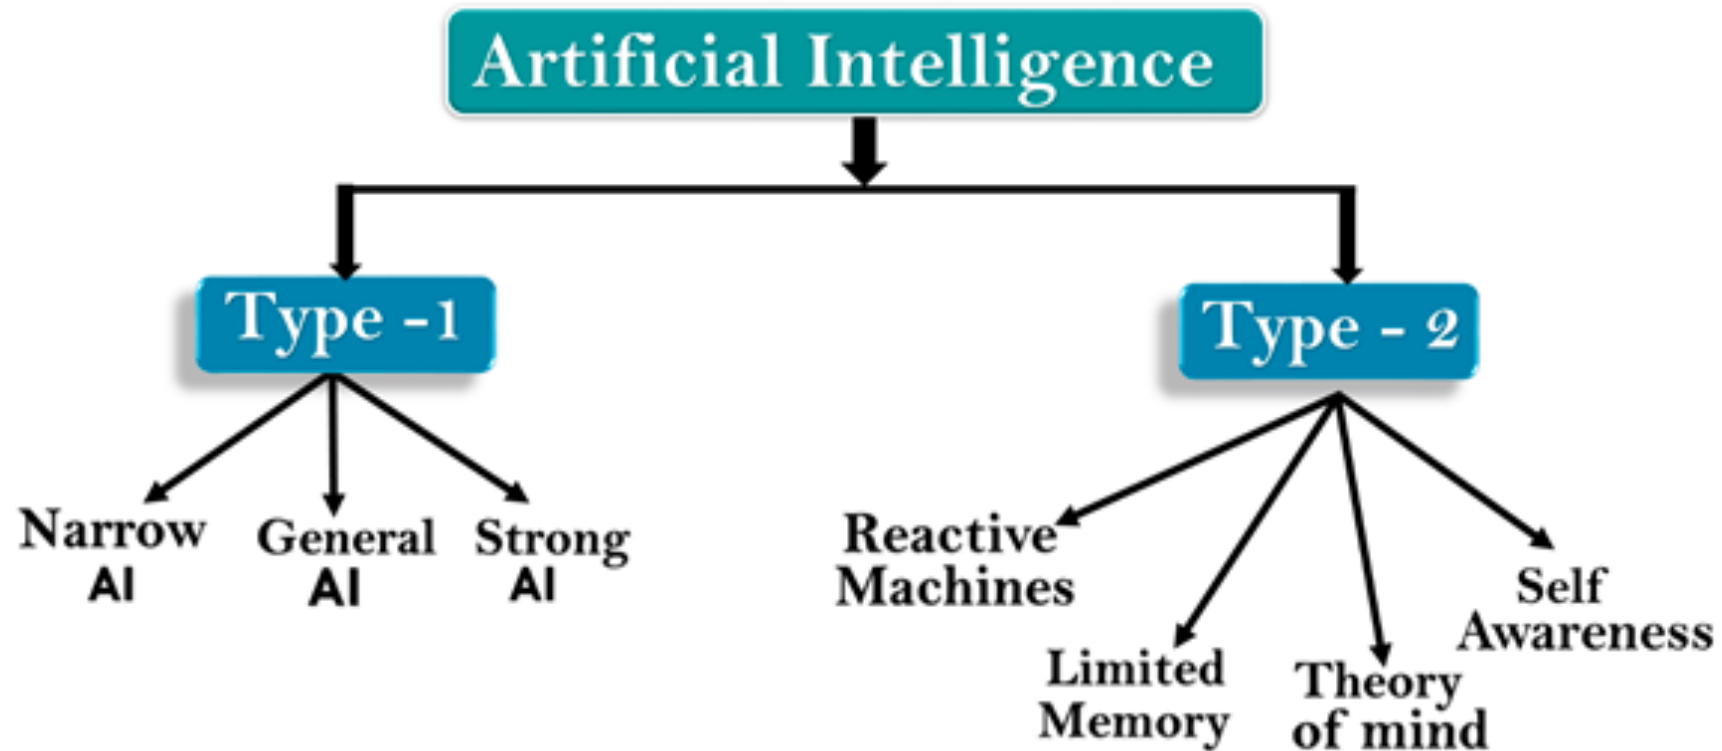 Artificial Intelligence
Type -1
Type - 2
Narrow
AI
General
AI
Strong
AI
Reactive
Machines
Limited
Memory
Theory
of mind
Self
Awareness